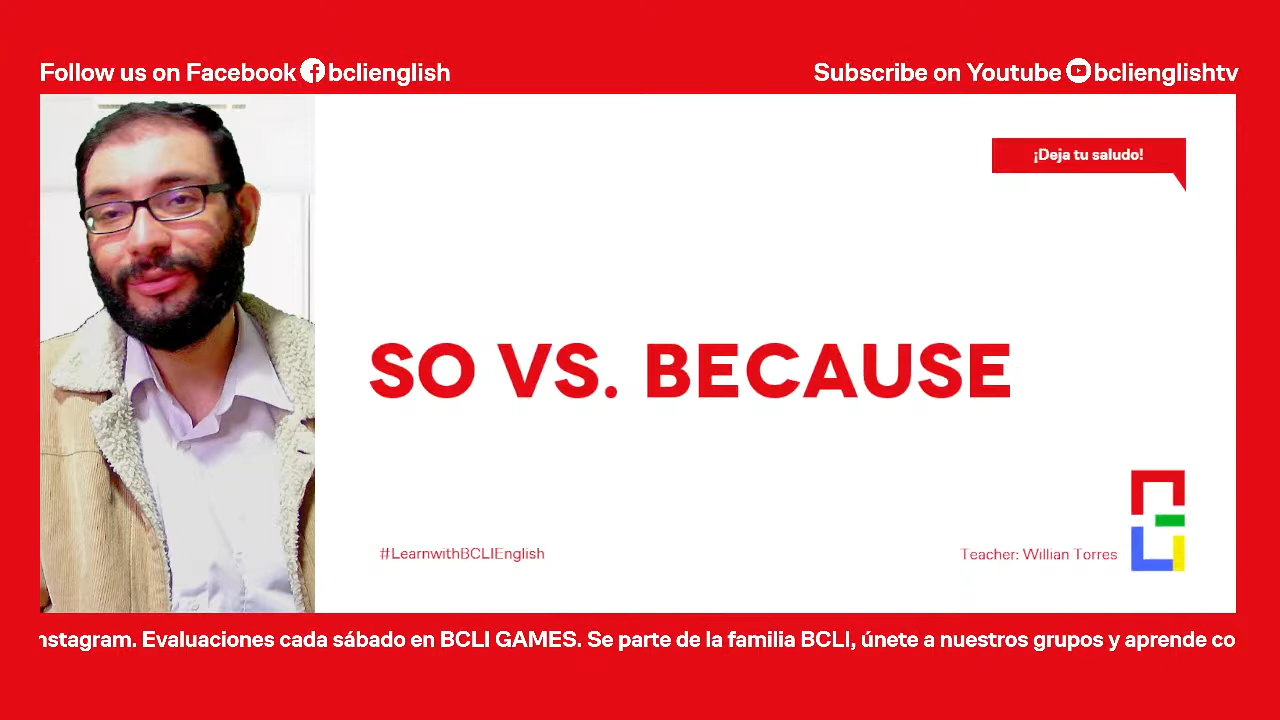 Follow us on Facebook bclienglish
Subscribe on Youtube bclienglishtv
¡Deja tu saludo!
SO VS. BECAUSE
#LearnwithBCLIEnglish
Teacher: Willian Torres
nstagram. Evaluaciones cada sábado en BCLI GAMES. Se parte de la familia BCLI, únete a nuestros grupos y aprende co